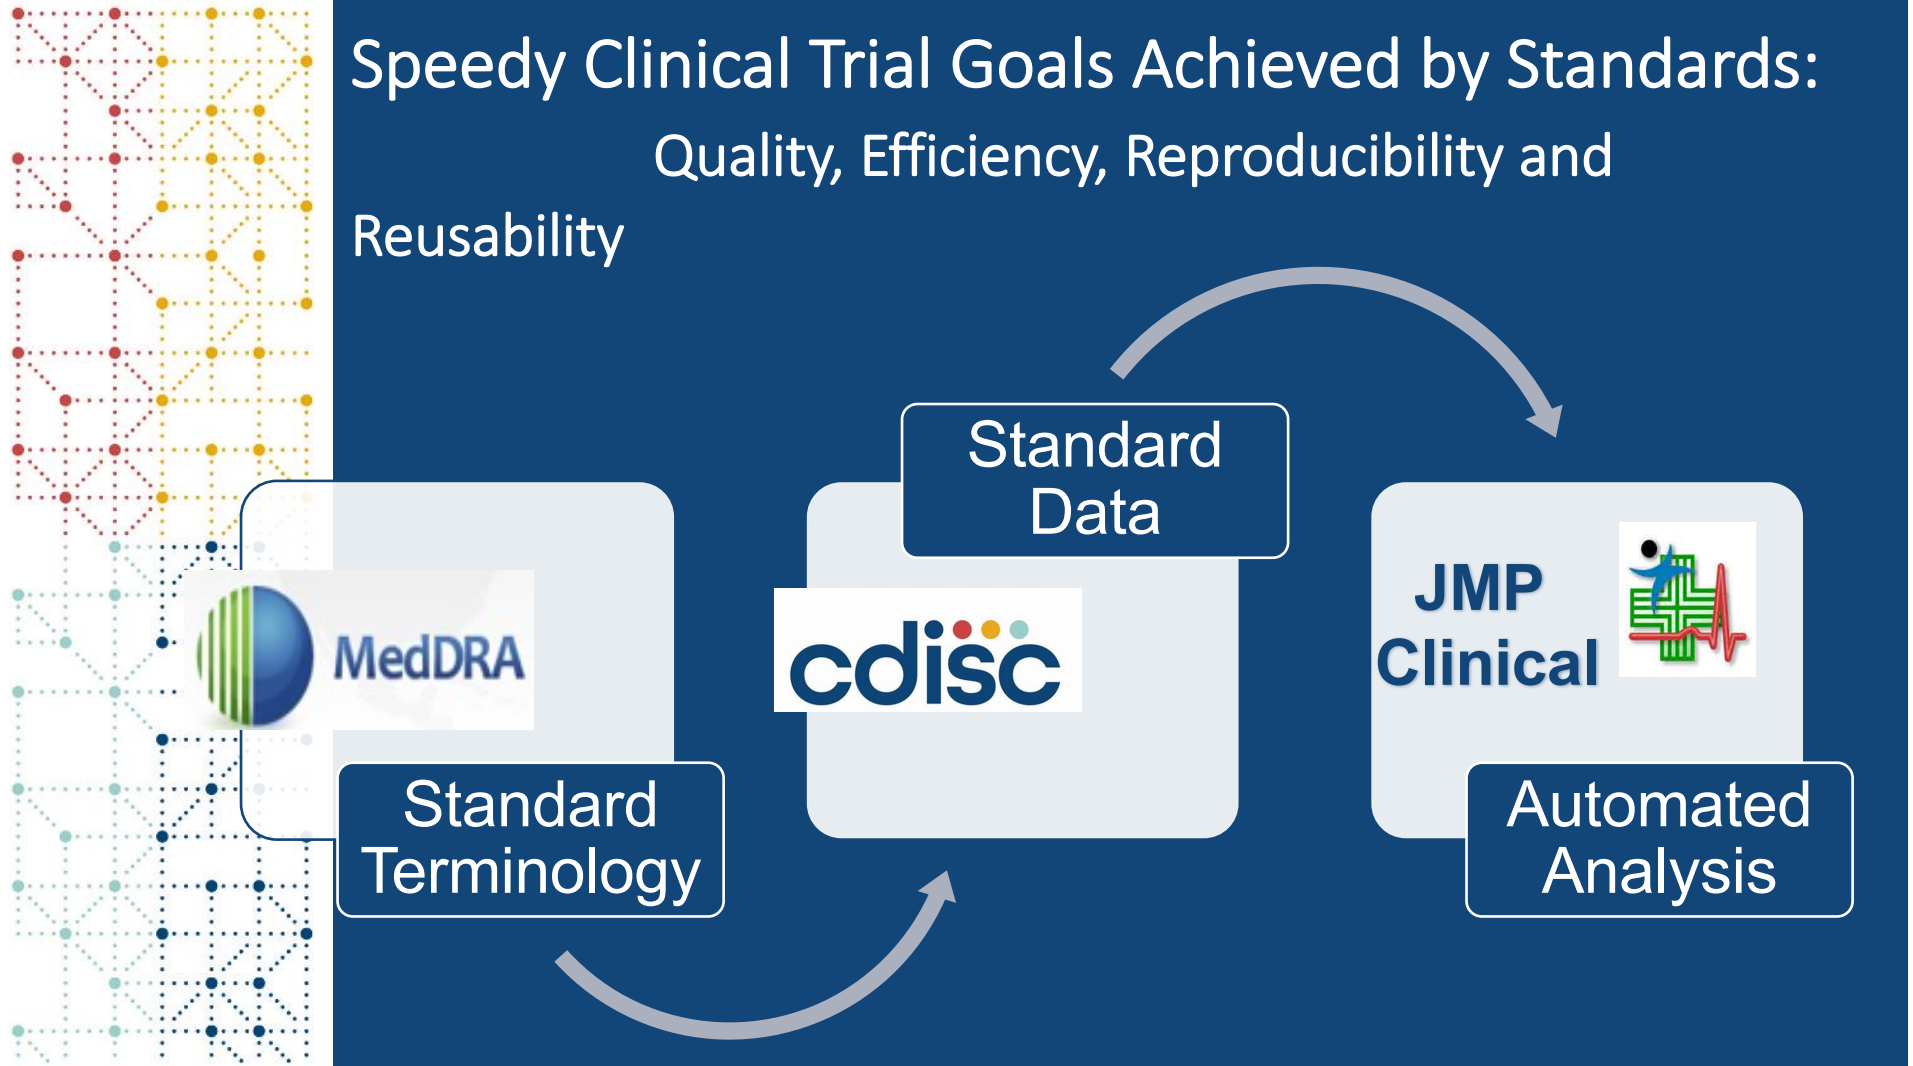 Speedy Clinical Trial Goals Achieved by Standards:
Quality, Efficiency, Reproducibility and
Reusability
MedDRA
Standard
Terminology
cdisc
Standard
Data
JMP
Clinical
Automated
Analysis